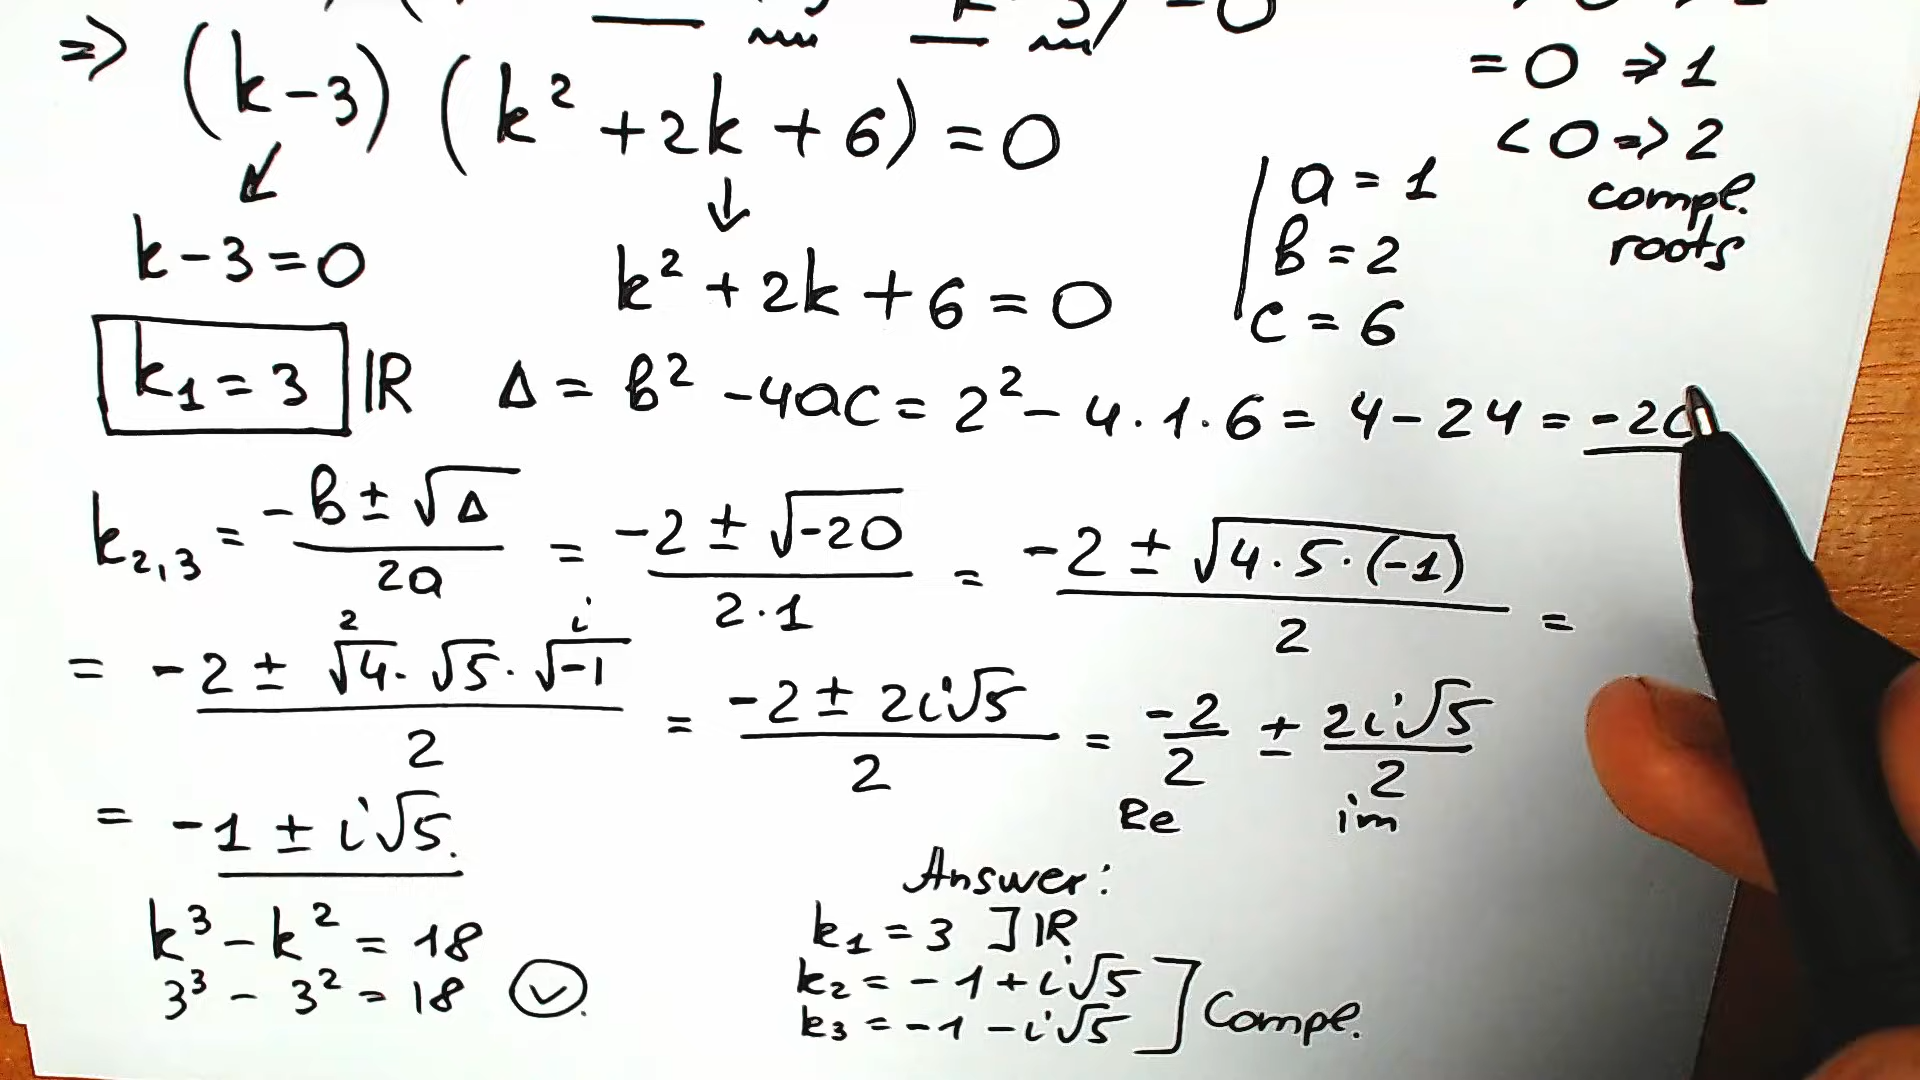 => (k-3) (k² +2k + 6) = 0
= 0 => 1
< 0 => 2
compl.
roots
↙ ↓
k-3=0
k² + 2k + 6 = 0
a = 1
b = 2
c = 6
k₁ = 3 ℝ
Δ = b² -4ac = 2² - 4·1·6 = 4-24 = -20
k₂,₃ = (-b ± √Δ)/(2a) = (-2 ± √-20)/(2·1) = (-2 ± √(4·5·(-1)))/2 =
2 i
= (-2 ± √4·√5·√-1)/2 = (-2 ± 2i√5)/2 = -2/2 ± 2i√5/2
Re im
= -1 ± i√5.
k³ - k² = 18
3³ - 3² = 18
Answer:
k₁ = 3 ] ℝ
k₂ = -1 + i√5
k₃ = -1 - i√5 ] Compl.